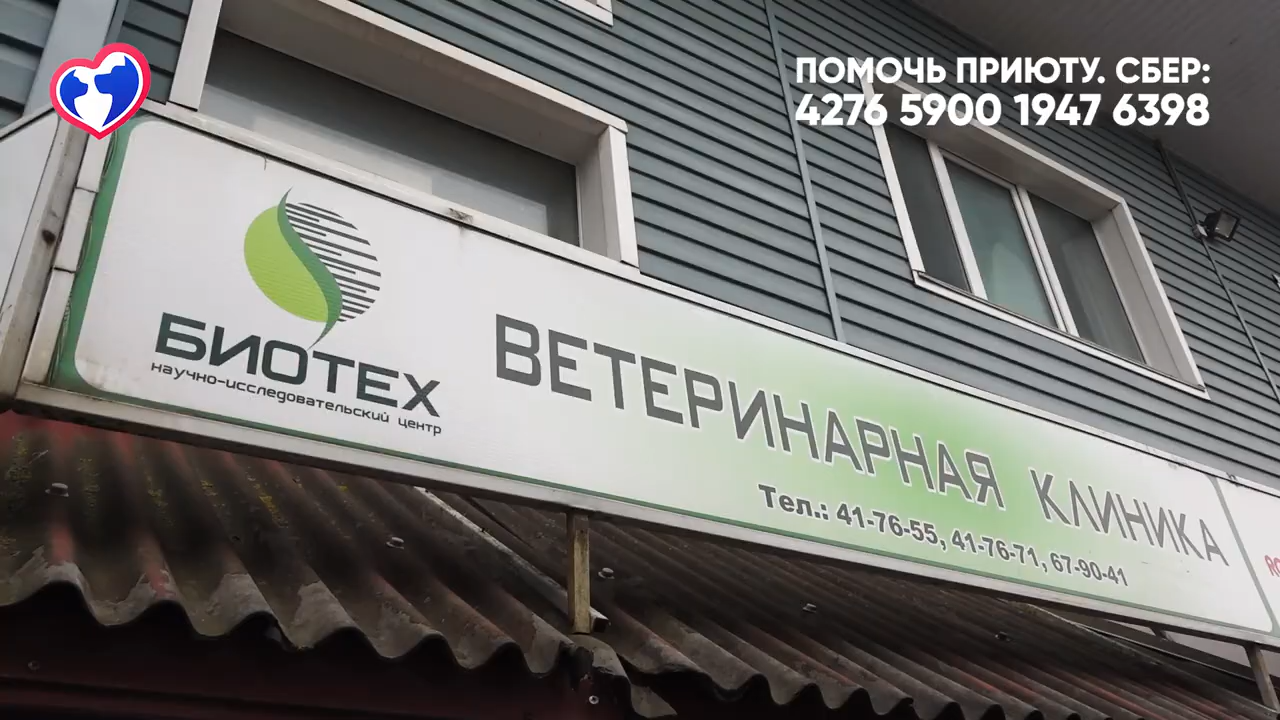 ПОМОЧЬ ПРИЮТУ. СБЕР:
4276 5900 1947 6398
БИОТЕХ
научно-исследовательский центр
ВЕТЕРИНАРНАЯ КЛИНИКА
Тел.: 41-76-55, 41-76-71, 67-90-41